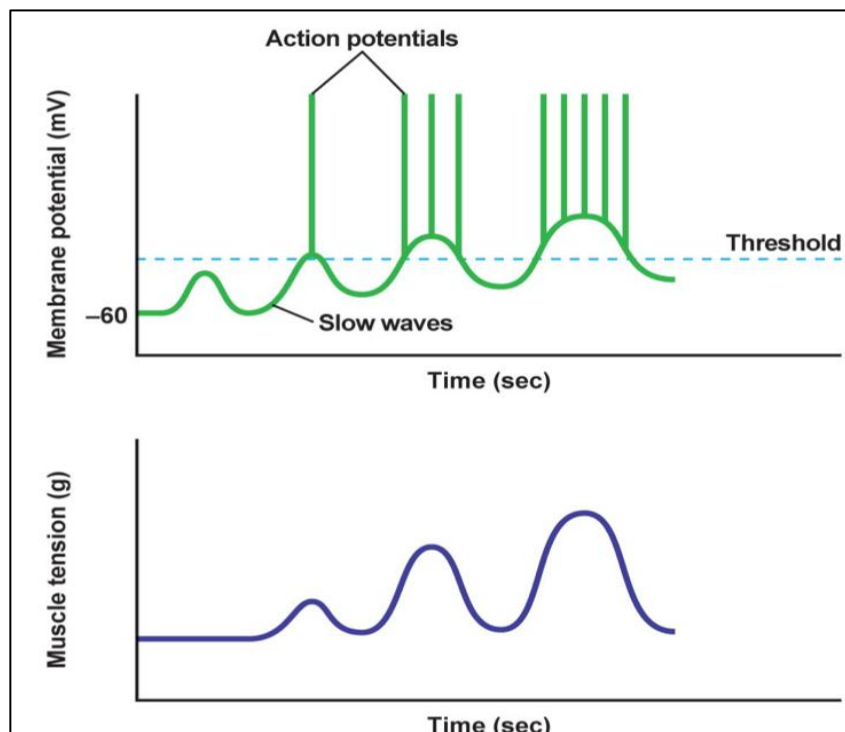 Action potentials
Membrane potential (mV)
Threshold
–60
Slow waves
Time (sec)
Muscle tension (g)
Time (sec)